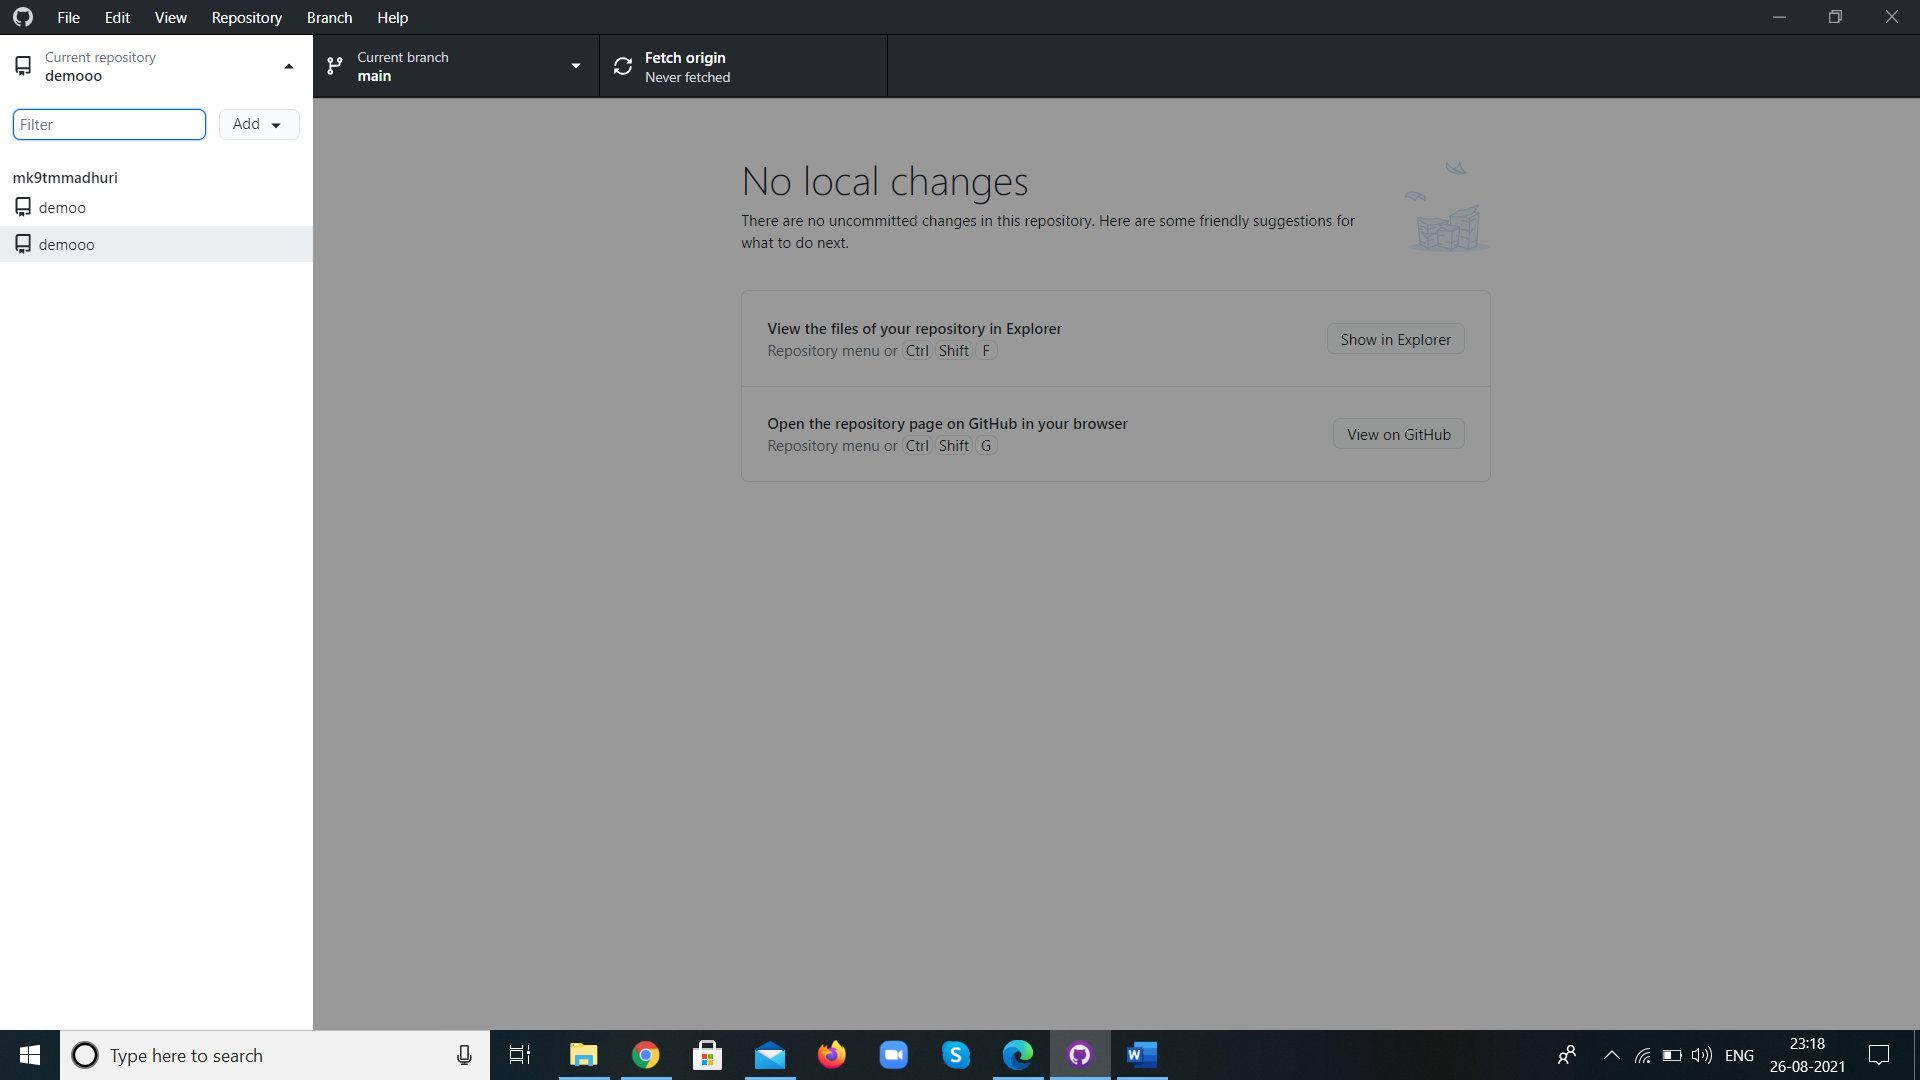 File Edit View Repository Branch Help
Current repository
demooo
Current branch
main
Fetch origin
Never fetched
Filter
Add
mk9tmmadhuri
demoo
demooo
No local changes
There are no uncommitted changes in this repository. Here are some friendly suggestions for
what to do next.
View the files of your repository in Explorer
Repository menu or Ctrl Shift F
Show in Explorer
Open the repository page on GitHub in your browser
Repository menu or Ctrl Shift G
View on GitHub
Type here to search
S
W
ENG
23:18
26-08-2021